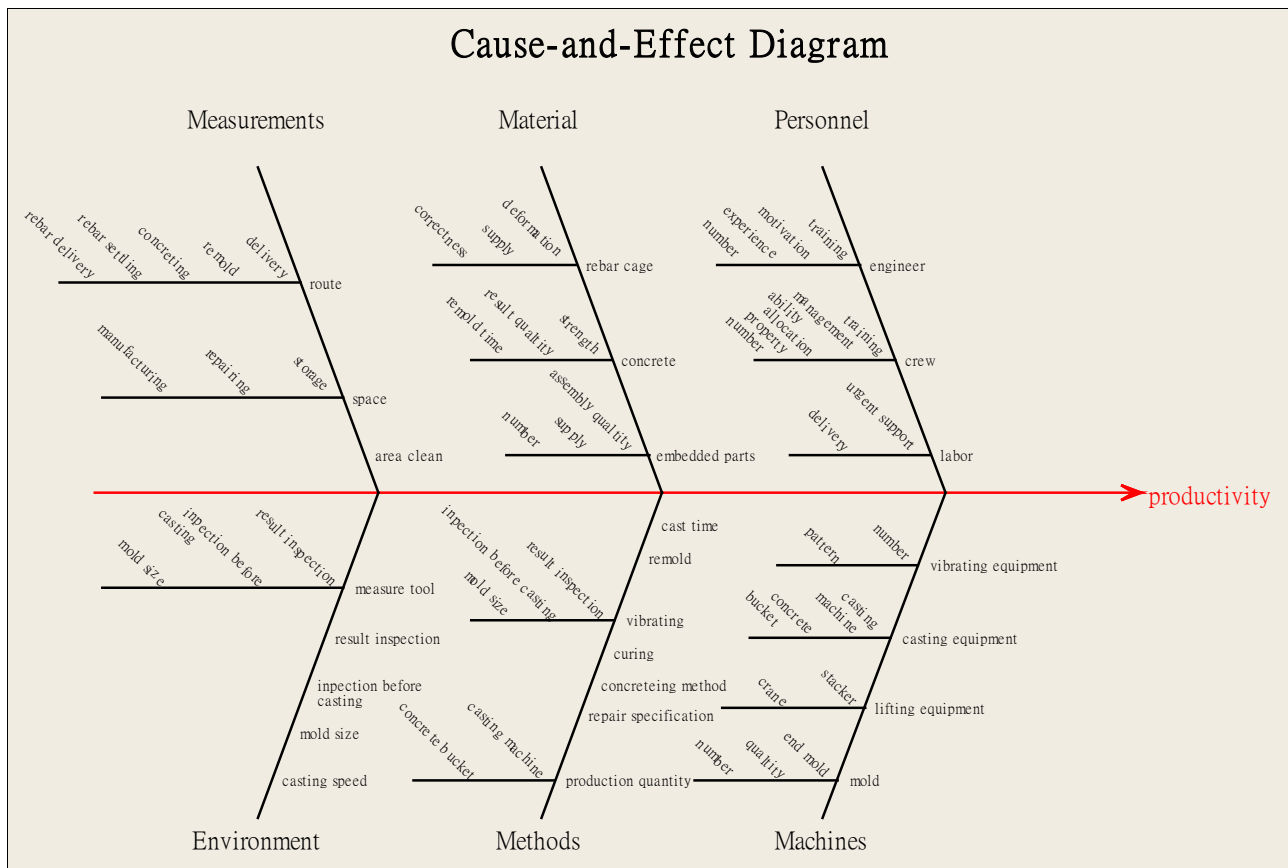 Cause-and-Effect Diagram
Measurements
Material
Personnel
rebar delivery
rebar settling
concreting
remold
delivery
route
manufacturing
repaining
storage
space
area clean
correctness
supply
deformation
rebar cage
remold time
result qualtity
strength
concrete
number
supply
assembly qualtity
embedded parts
number
experience
motivation
training
engineer
number
property
allocation
ability
management
training
crew
delivery
urgent support
labor
productivity
mold size
inpection before
casting
result inspection
measure tool
result inspection
inpection before
casting
mold size
casting speed
cast time
remold
mold size
inpection before casting
result inspection
vibrating
curing
concreteing method
repair specification
concrete bucket
casting machine
production quantity
pattern
number
vibrating equipment
bucket
concrete
machine
casting
casting equipment
crane
stacker
lifting equipment
number
qualtity
end mold
mold
Environment
Methods
Machines